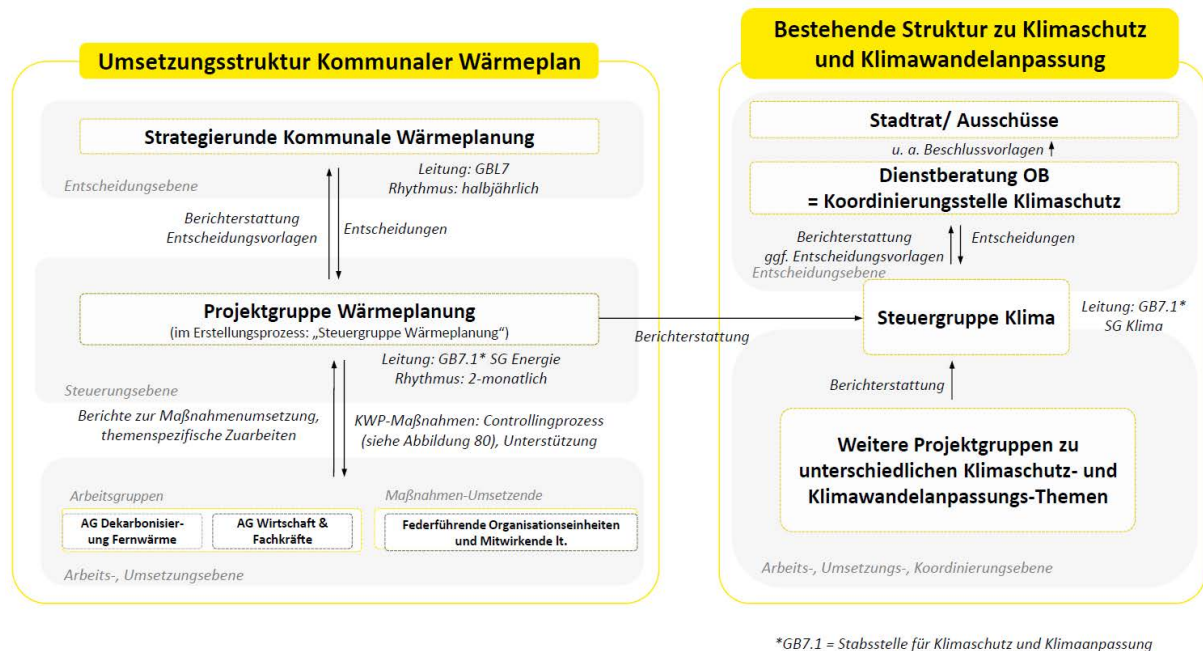 Umsetzungsstruktur Kommunaler Wärmeplan
Strategierunde Kommunale Wärmeplanung
Leitung: GBL7
Rhythmus: halbjährlich
Entscheidungsebene
Berichterstattung
Entscheidungsvorlagen
Entscheidungen
Projektgruppe Wärmeplanung
(im Erstellungsprozess: „Steuergruppe Wärmeplanung“)
Leitung: GB7.1* SG Energie
Rhythmus: 2-monatlich
Steuerungsebene
Berichte zur Maßnahmenumsetzung,
themenspezifische Zuarbeiten
KWP-Maßnahmen: Controllingprozess
(siehe Abbildung 80), Unterstützung
Arbeitsgruppen
AG Dekarbonisier-
ung Fernwärme
AG Wirtschaft &
Fachkräfte
Maßnahmen-Umsetzende
Federführende Organisationseinheiten
und Mitwirkende lt.
Arbeits-, Umsetzungsebene
Berichterstattung
Bestehende Struktur zu Klimaschutz
und Klimawandelanpassung
Stadtrat/ Ausschüsse
u. a. Beschlussvorlagen
Dienstberatung OB
= Koordinierungsstelle Klimaschutz
Berichterstattung
ggf. Entscheidungsvorlagen
Entscheidungen
Entscheidungsebene
Steuergruppe Klima
Leitung: GB7.1*
SG Klima
Berichterstattung
Weitere Projektgruppen zu
unterschiedlichen Klimaschutz- und
Klimawandelanpassungs-Themen
Arbeits-, Umsetzungs-, Koordinierungsebene
*GB7.1 = Stabsstelle für Klimaschutz und Klimaanpassung